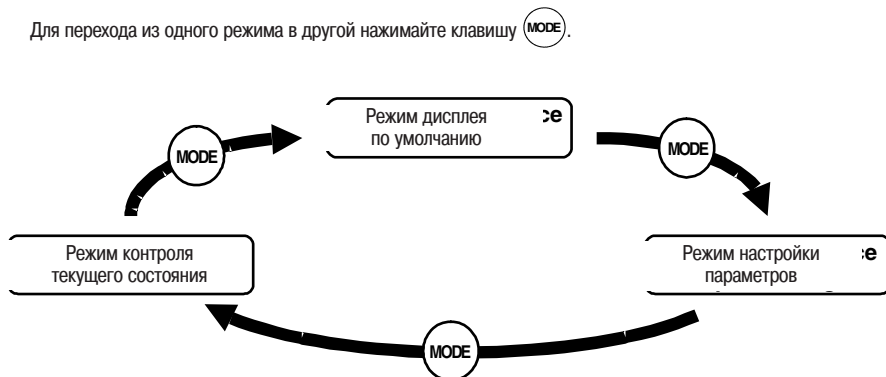 Для перехода из одного режима в другой нажимайте клавишу MODE.
Режим дисплея
по умолчанию
MODE
MODE
Режим контроля
текущего состояния
Режим настройки
параметров
MODE